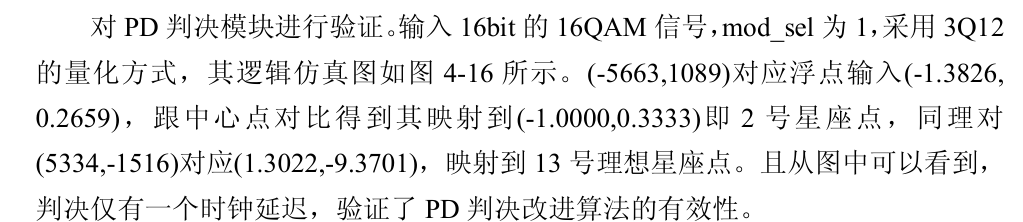 对 PD 判决模块进行验证。输入 16bit 的 16QAM 信号,mod_sel 为 1,采用 3Q12
的量化方式，其逻辑仿真图如图 4-16 所示。(-5663,1089)对应浮点输入(-1.3826,
0.2659)，跟中心点对比得到其映射到(-1.0000,0.3333)即 2 号星座点，同理对
(5334,-1516)对应(1.3022,-9.3701)，映射到 13 号理想星座点。且从图中可以看到，
判决仅有一个时钟延迟，验证了 PD 判决改进算法的有效性。